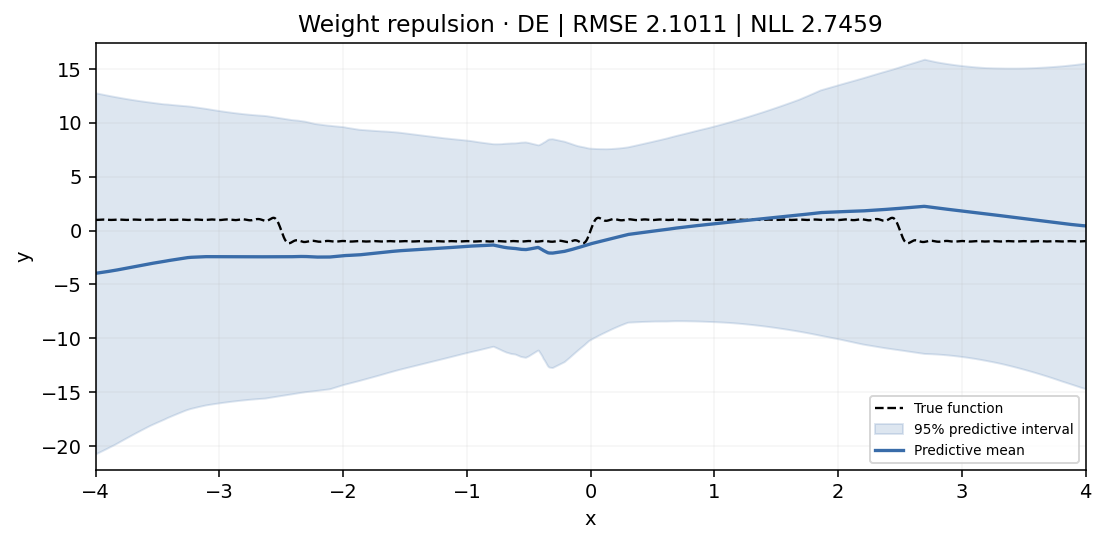 Weight repulsion · DE | RMSE 2.1011 | NLL 2.7459
15
10
5
0
−5
−10
−15
−20
y
−4
−3
−2
−1
0
1
2
3
4
x
True function
95% predictive interval
Predictive mean